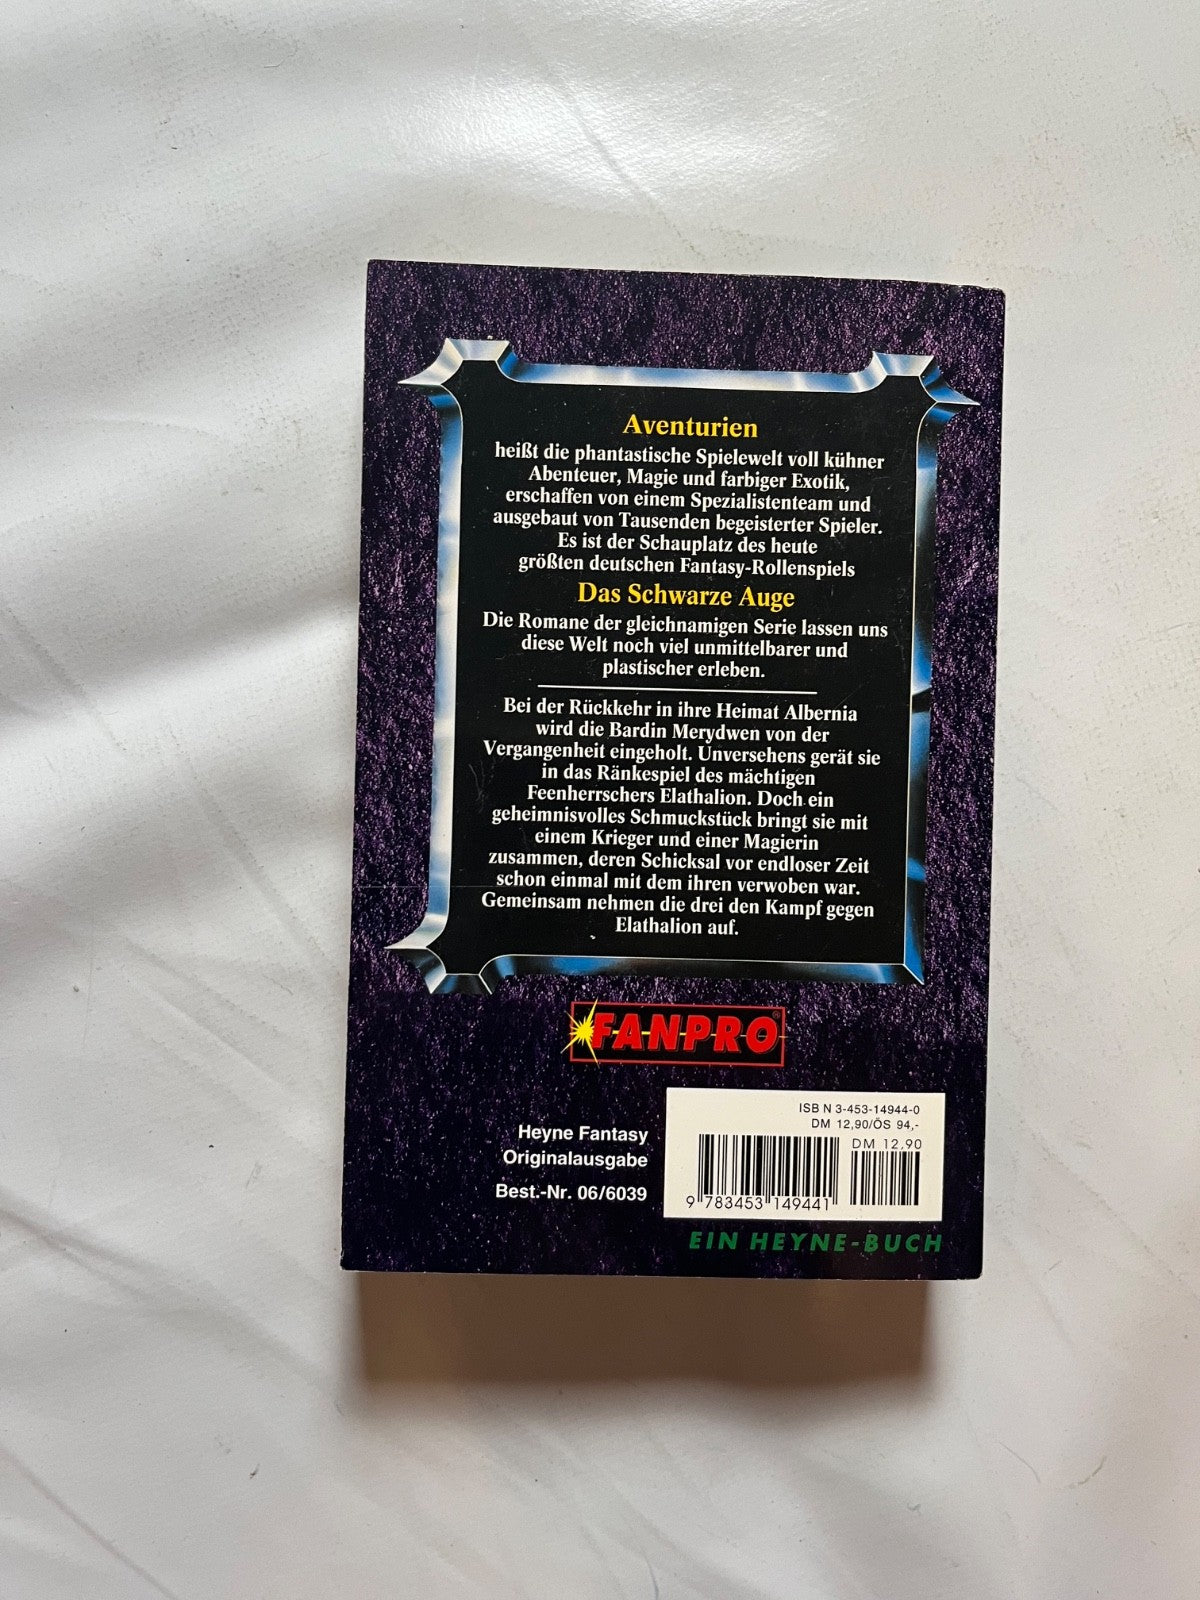 Aventurien
heißt die phantastische Spielewelt voll kühner
Abenteuer, Magie und farbiger Exotik,
erschaffen von einem Spezialistenteam und
ausgebaut von Tausenden begeisterter Spieler.
Es ist der Schauplatz des heute
größten deutschen Fantasy-Rollenspiels
Das Schwarze Auge
Die Romane der gleichnamigen Serie lassen uns
diese Welt noch viel unmittelbarer und
plastischer erleben.
Bei der Rückkehr in ihre Heimat Albernia
wird die Bardin Merydwen von der
Vergangenheit eingeholt. Unversehens gerät sie
in das Ränkespiel des mächtigen
Feenherrschers Elathalion. Doch ein
geheimnisvolles Schmuckstück bringt sie mit
einem Krieger und einer Magierin
zusammen, deren Schicksal vor endloser Zeit
schon einmal mit dem ihren verwoben war.
Gemeinsam nehmen die drei den Kampf gegen
Elathalion auf.
FANPRO®
Heyne Fantasy
Originalausgabe
Best.-Nr. 06/6039
ISBN 3-453-14944-0
DM 12,90/ÖS 94,-
DM 12,90
9 783453 149441
EIN HEYNE-BUCH